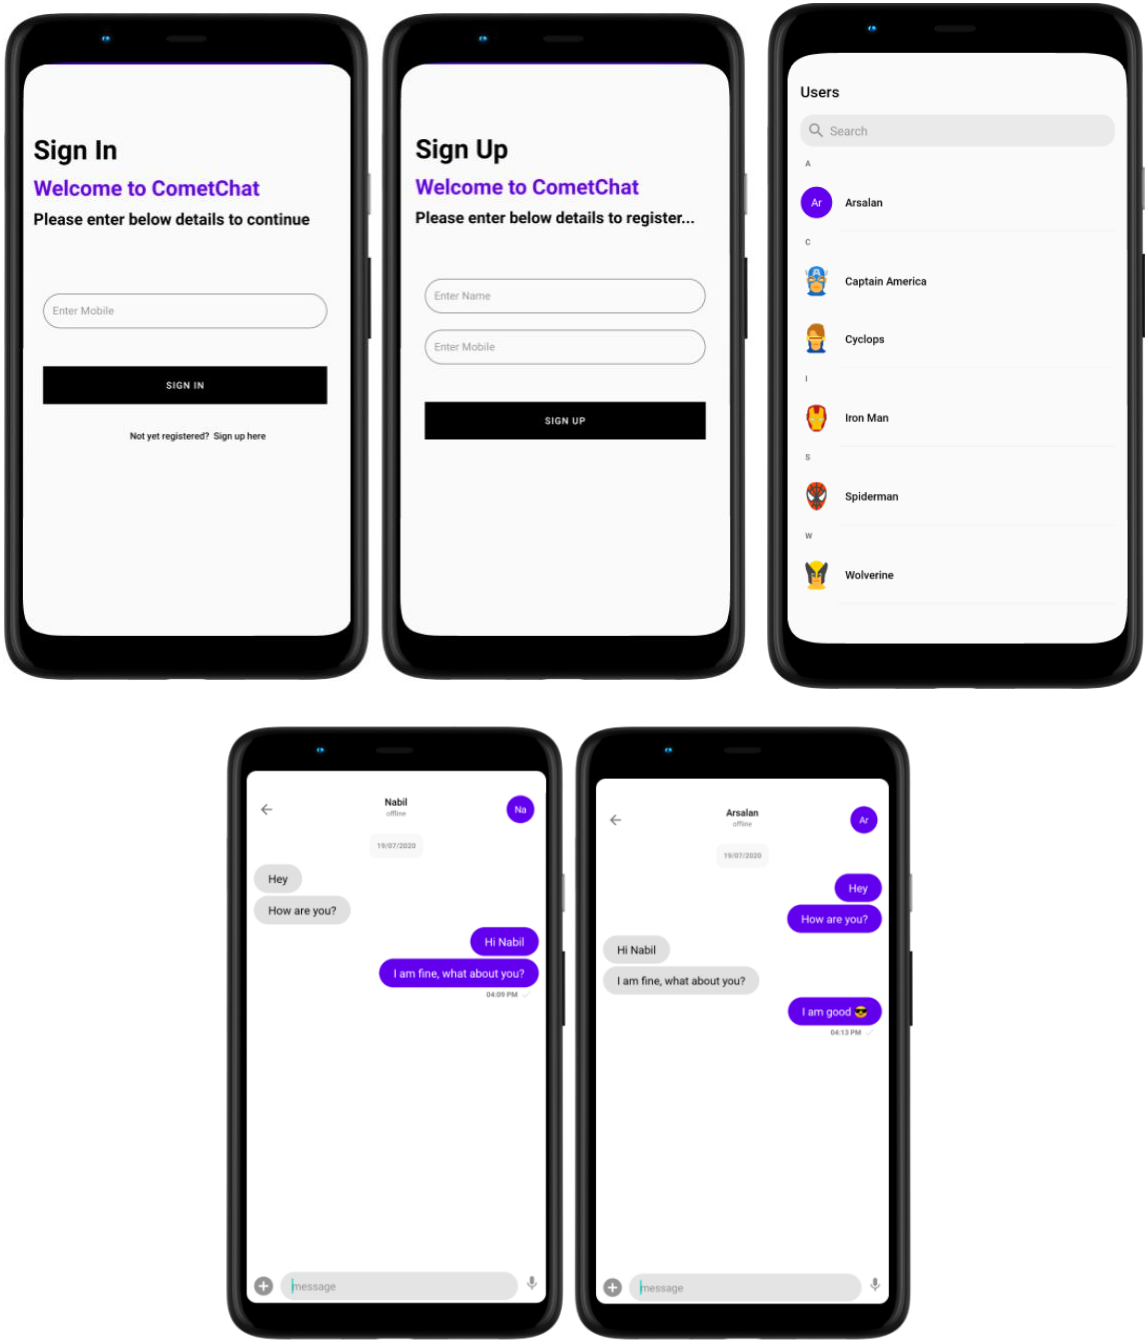 Sign In
Welcome to CometChat
Please enter below details to continue
Enter Mobile
SIGN IN
Not yet registered? Sign up here
Sign Up
Welcome to CometChat
Please enter below details to register...
Enter Name
Enter Mobile
SIGN UP
Users
Search
A
Ar
Arsalan
C
Captain America
Cyclops
I
Iron Man
S
Spiderman
W
Wolverine
Nabil
offline
Na
19/07/2020
Hey
How are you?
Hi Nabil
I am fine, what about you?
04:09 PM
message
Arsalan
offline
Ar
19/07/2020
Hey
How are you?
Hi Nabil
I am fine, what about you?
I am good 😎
04:13 PM
message